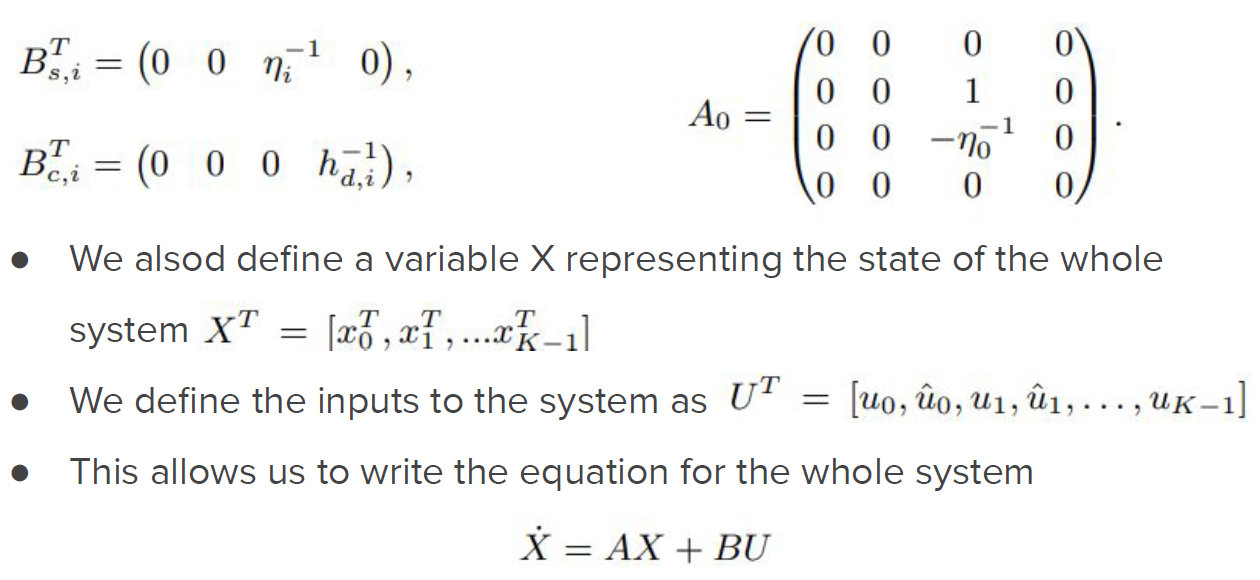 B_{s,i}^T = (0 0 η_i^{-1} 0) ,
B_{c,i}^T = (0 0 0 h_{d,i}^{-1}) ,
A_0 = 
(0 0 0 0
0 0 1 0
0 0 −η_0^{-1} 0
0 0 0 0) .
● We alsod define a variable X representing the state of the whole
system X^T = [x_0^T, x_1^T, ...x_{K−1}^T]
● We define the inputs to the system as U^T = [u_0, û_0, u_1, û_1, . . . , u_{K−1}]
● This allows us to write the equation for the whole system
Ẋ = AX + BU